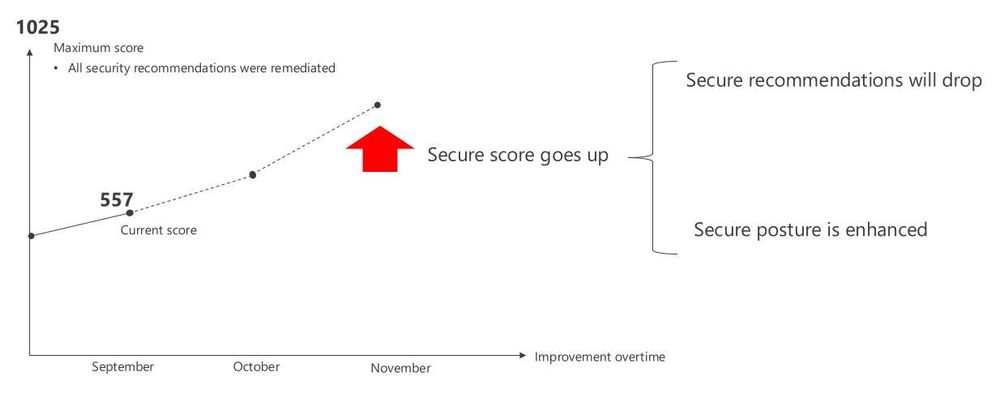 1025
Maximum score
• All security recommendations were remediated
Secure recommendations will drop
Secure score goes up
557
Current score
Secure posture is enhanced
Improvement overtime
September
October
November